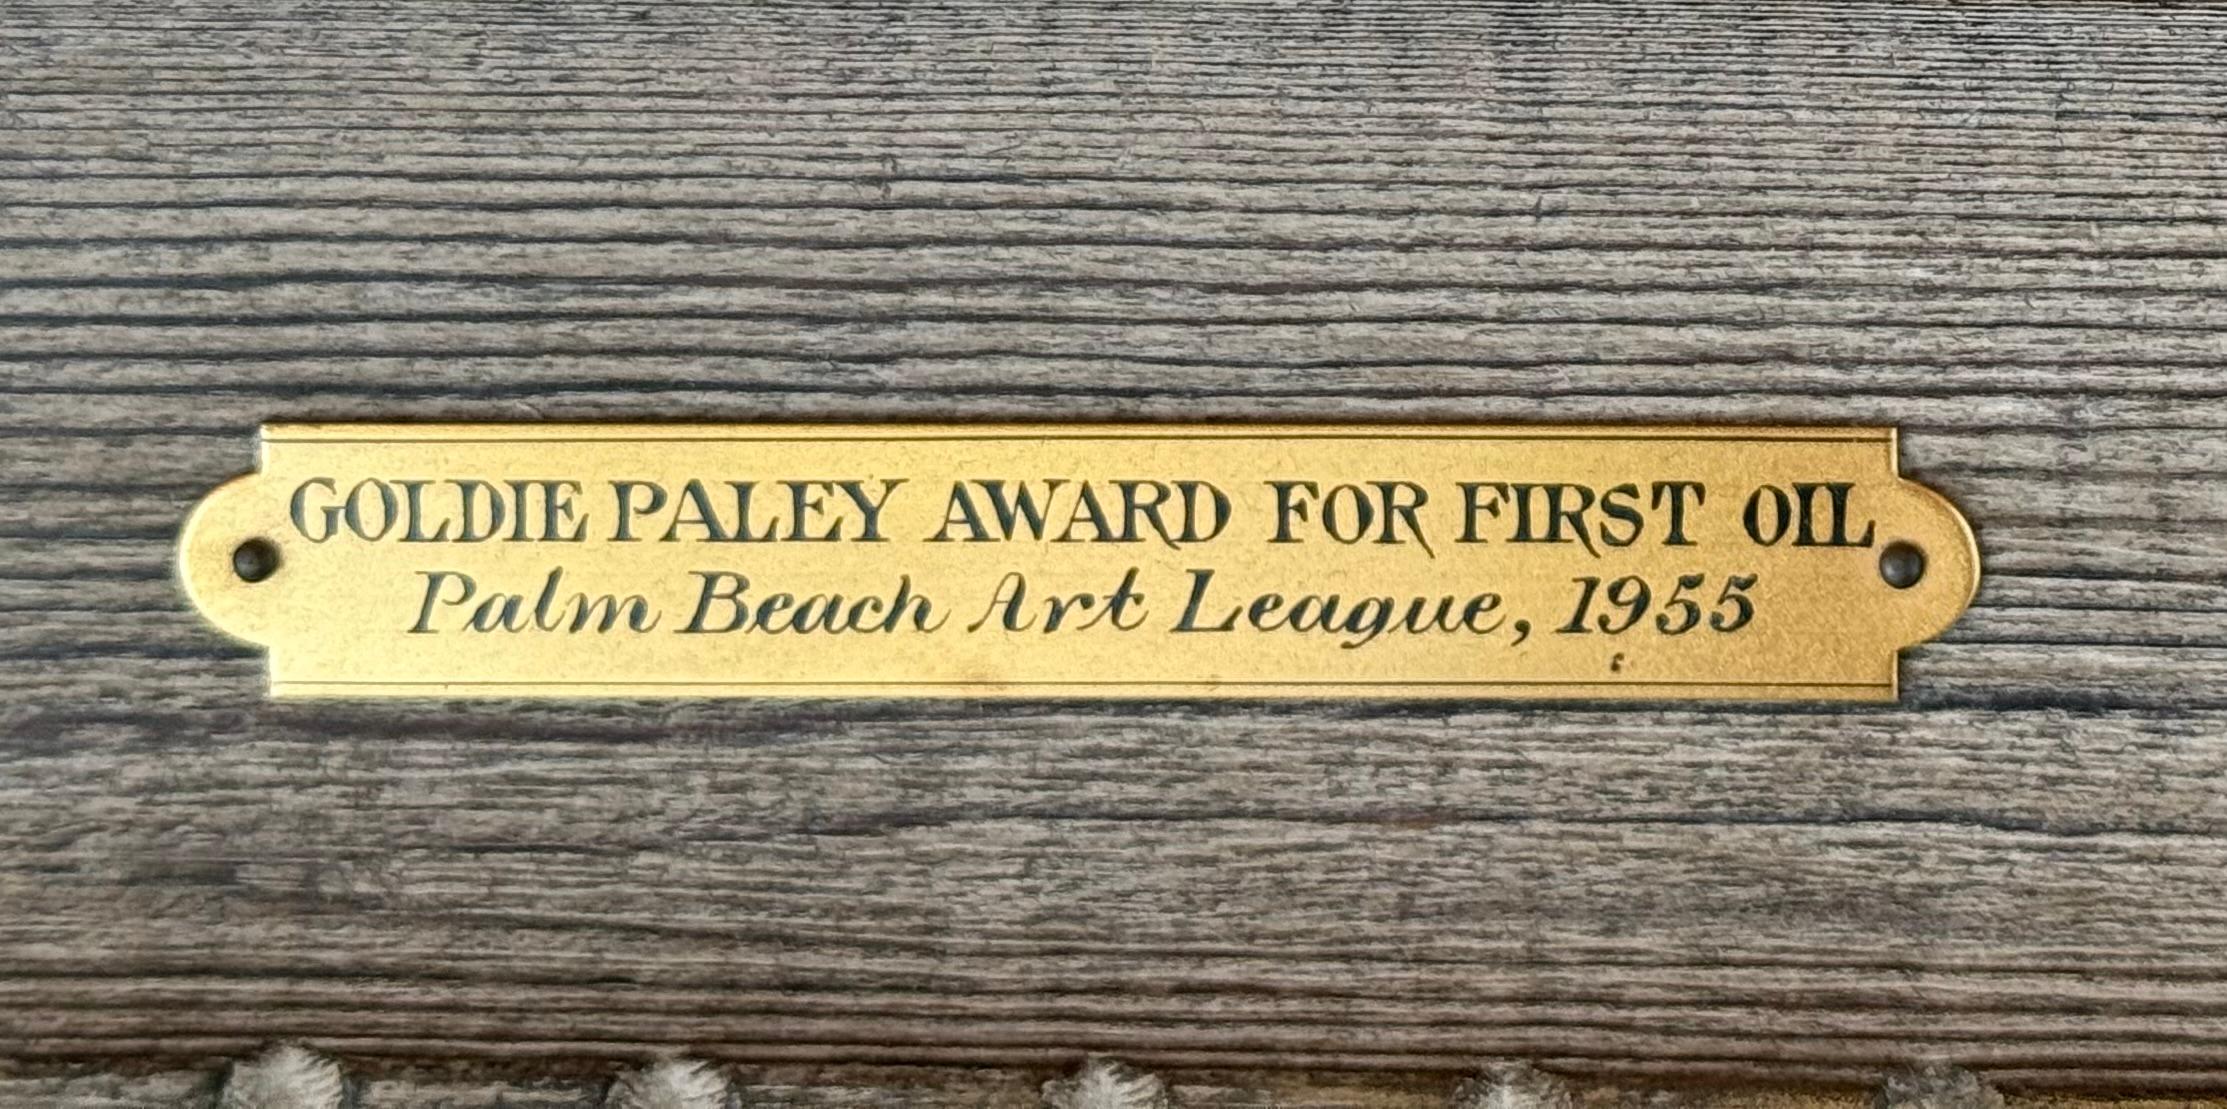 GOLDIE PALEY AWARD FOR FIRST OIL
Palm Beach Art League, 1955